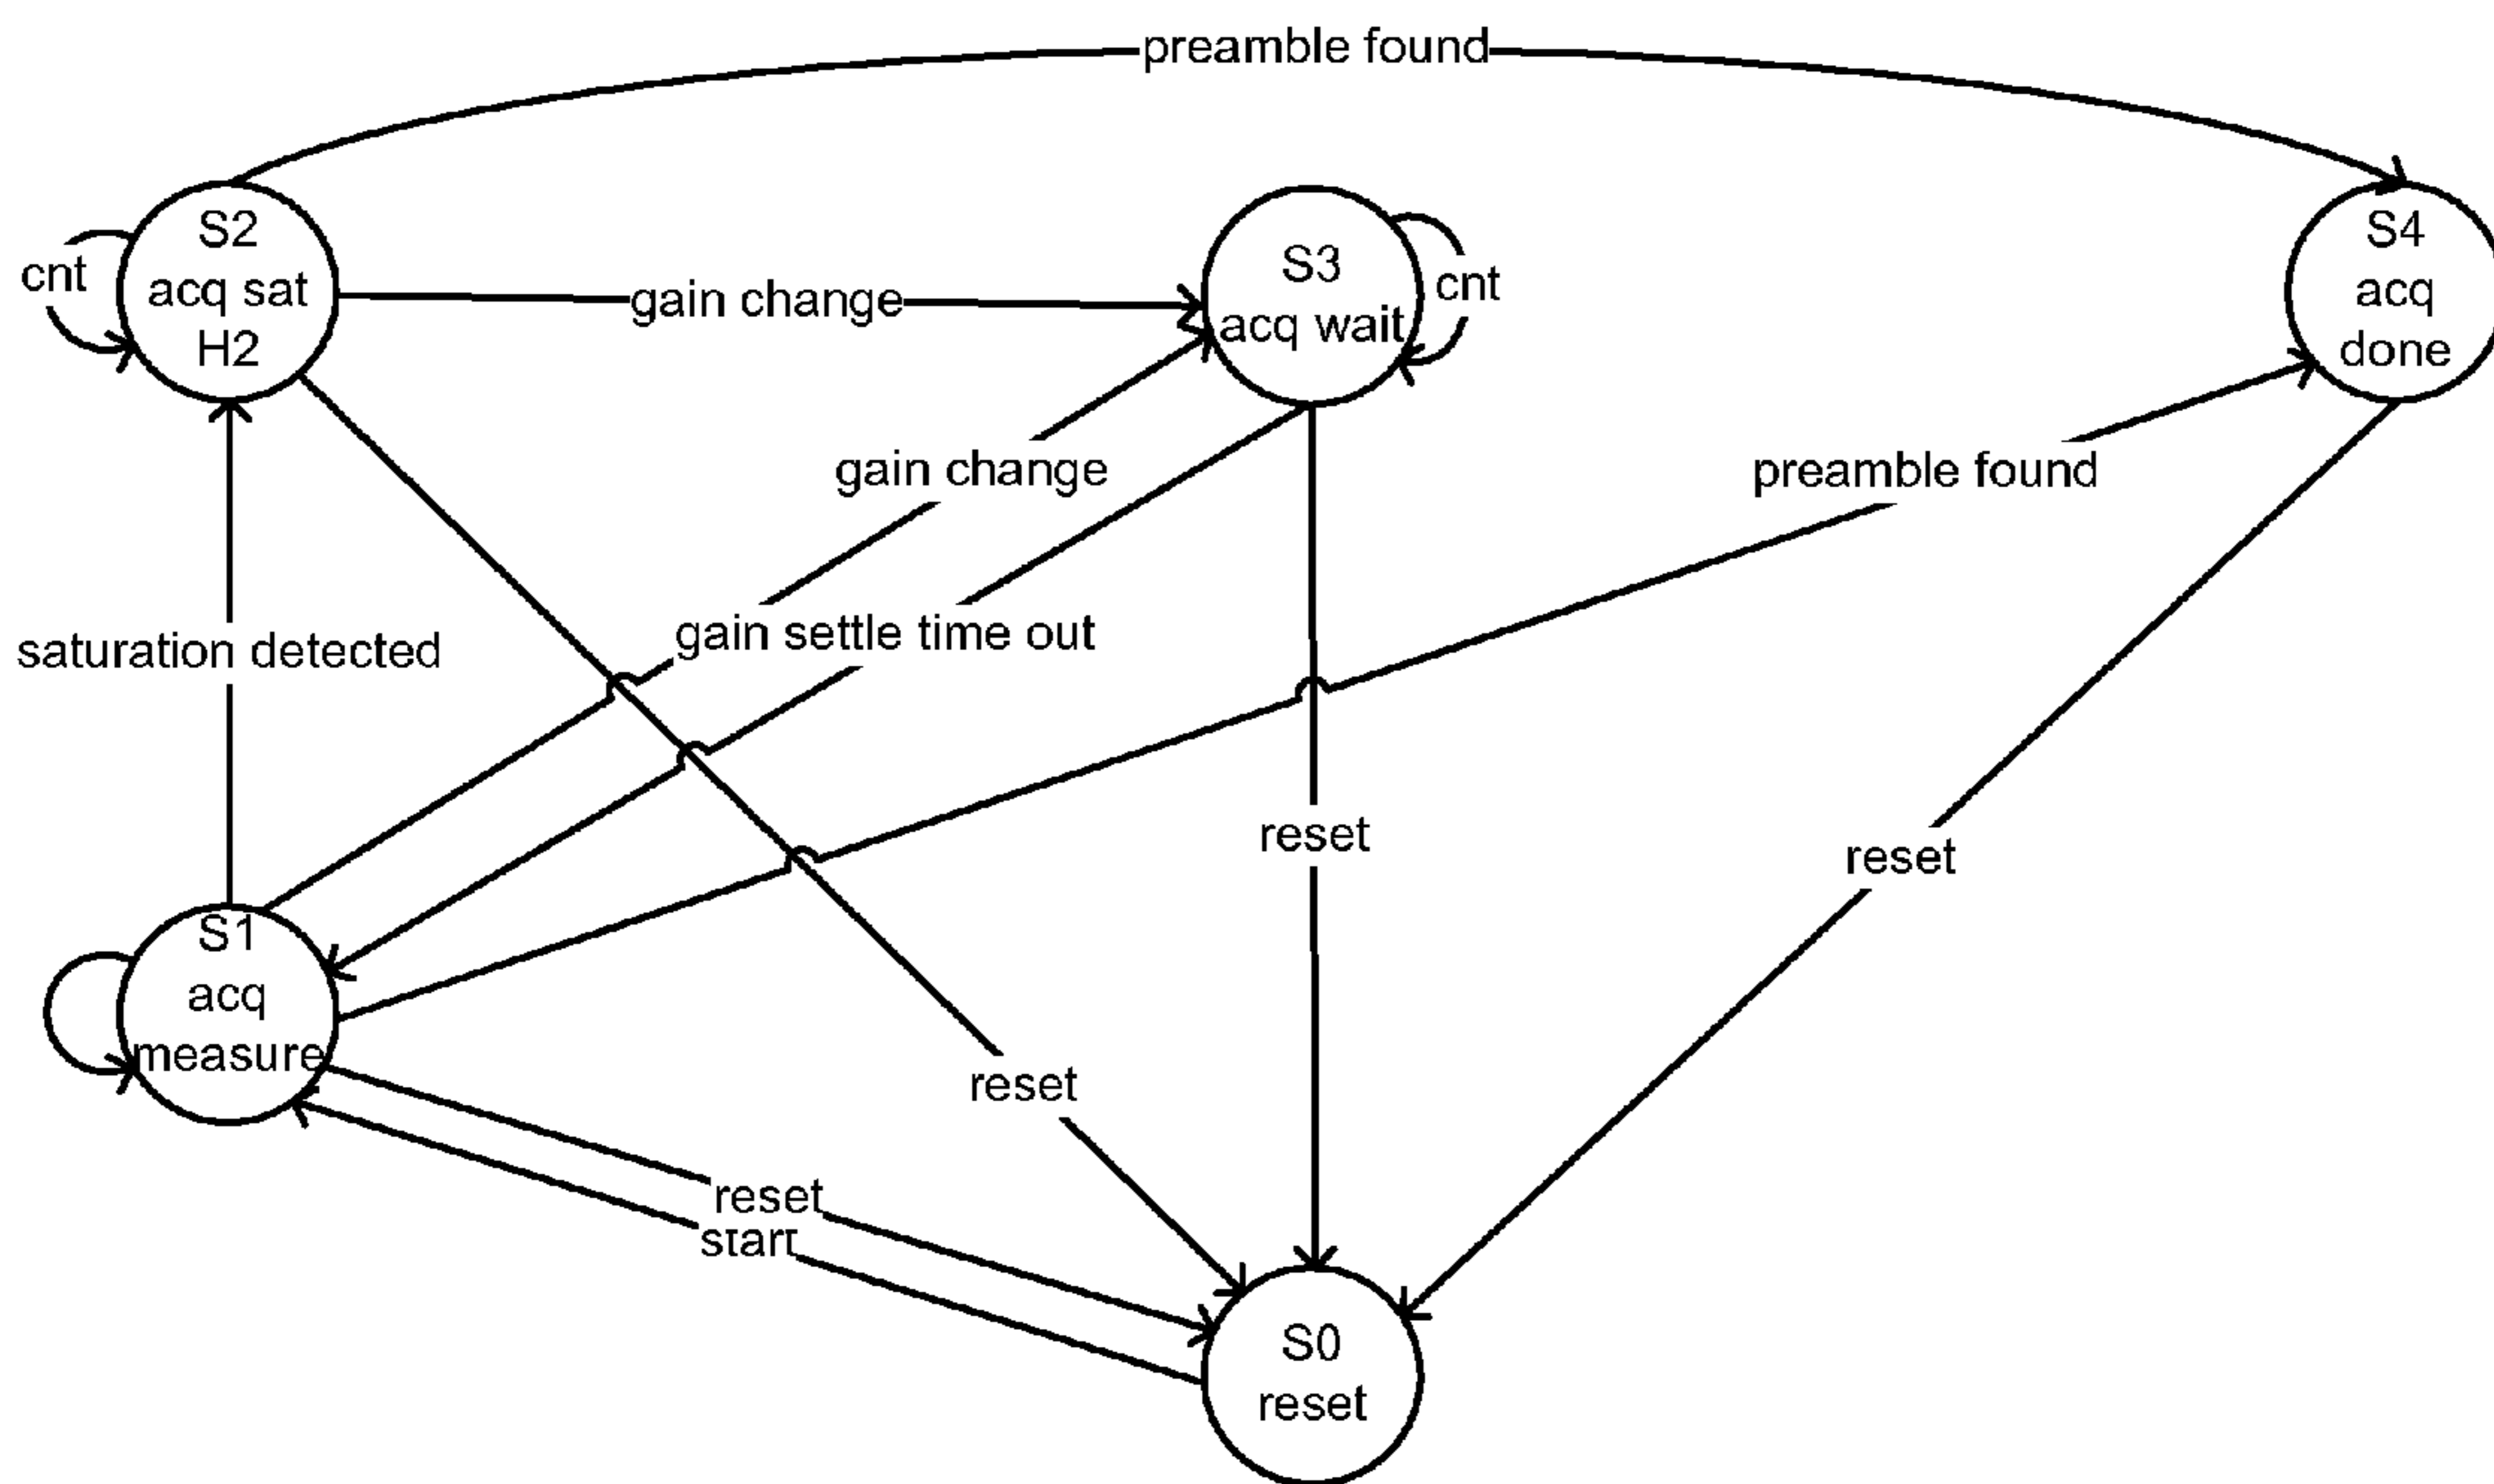 preamble found
S2
acq sat
H2
cnt
gain change
S3
acq wait
cnt
S4
acq
done
gain change
preamble found
gain settle time out
saturation detected
reset
reset
S1
acq
measure
reset
reset
start
S0
reset